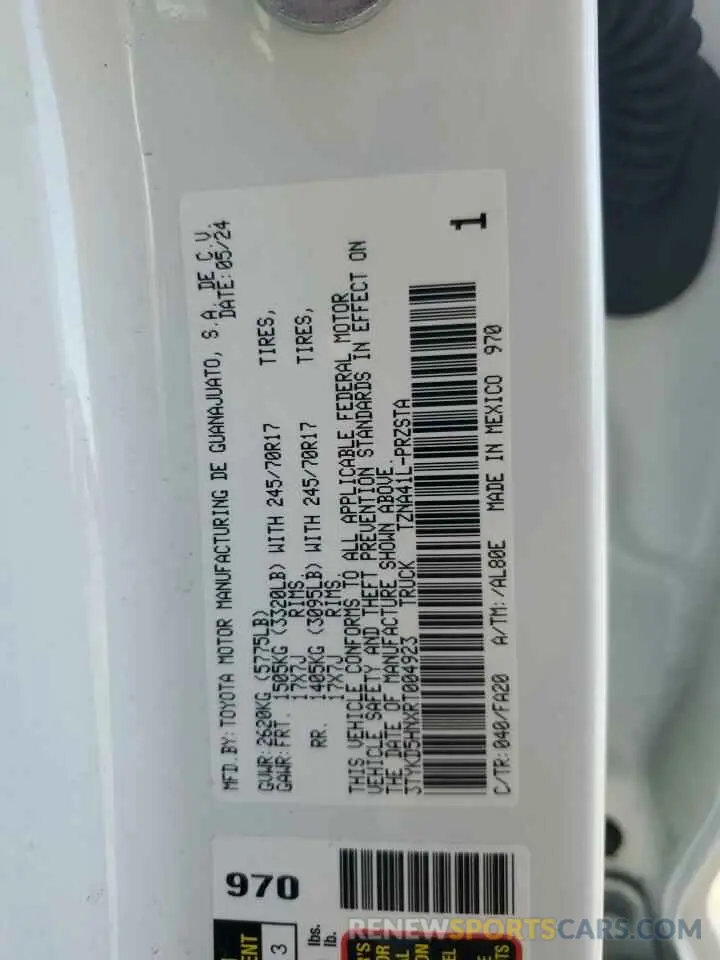 MFD. BY: TOYOTA MOTOR MANUFACTURING DE GUANAJUATO, S.A. DE C.V.
DATE: 05/24
GVWR: 2620KG (5775LB)
GAWR: FRT. 1505KG (3320LB) WITH 245/70R17 TIRES,
17X7J RIMS.
RR. 1405KG (3095LB) WITH 245/70R17 TIRES,
17X7J RIMS.
THIS VEHICLE CONFORMS TO ALL APPLICABLE FEDERAL MOTOR
VEHICLE SAFETY AND THEFT PREVENTION STANDARDS IN EFFECT ON
THE DATE OF MANUFACTURE SHOWN ABOVE.
3TYKD5HNXRT004923 TRUCK TZNA41L-PRZSTA
1
C/TR: 040/FA20 A/TM: /AL80E MADE IN MEXICO 970
970
3
lbs.
lb.
RENEWSPORTSCARS.COM